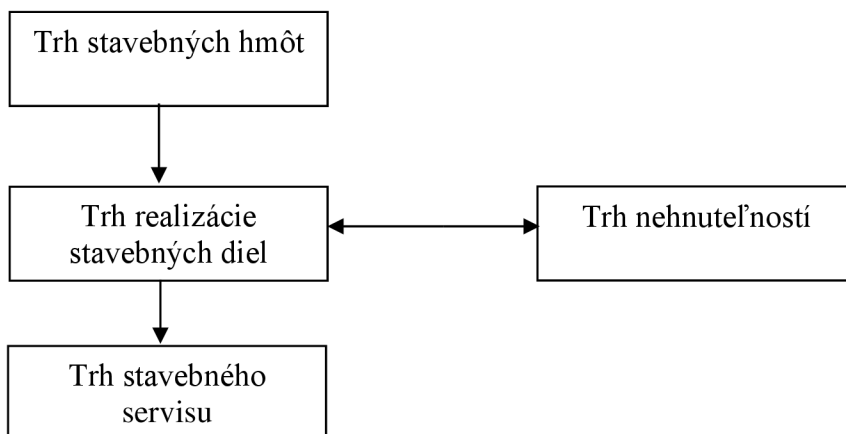 Trh stavebných hmôt
Trh realizácie
stavebných diel
Trh nehnuteľností
Trh stavebného
servisu